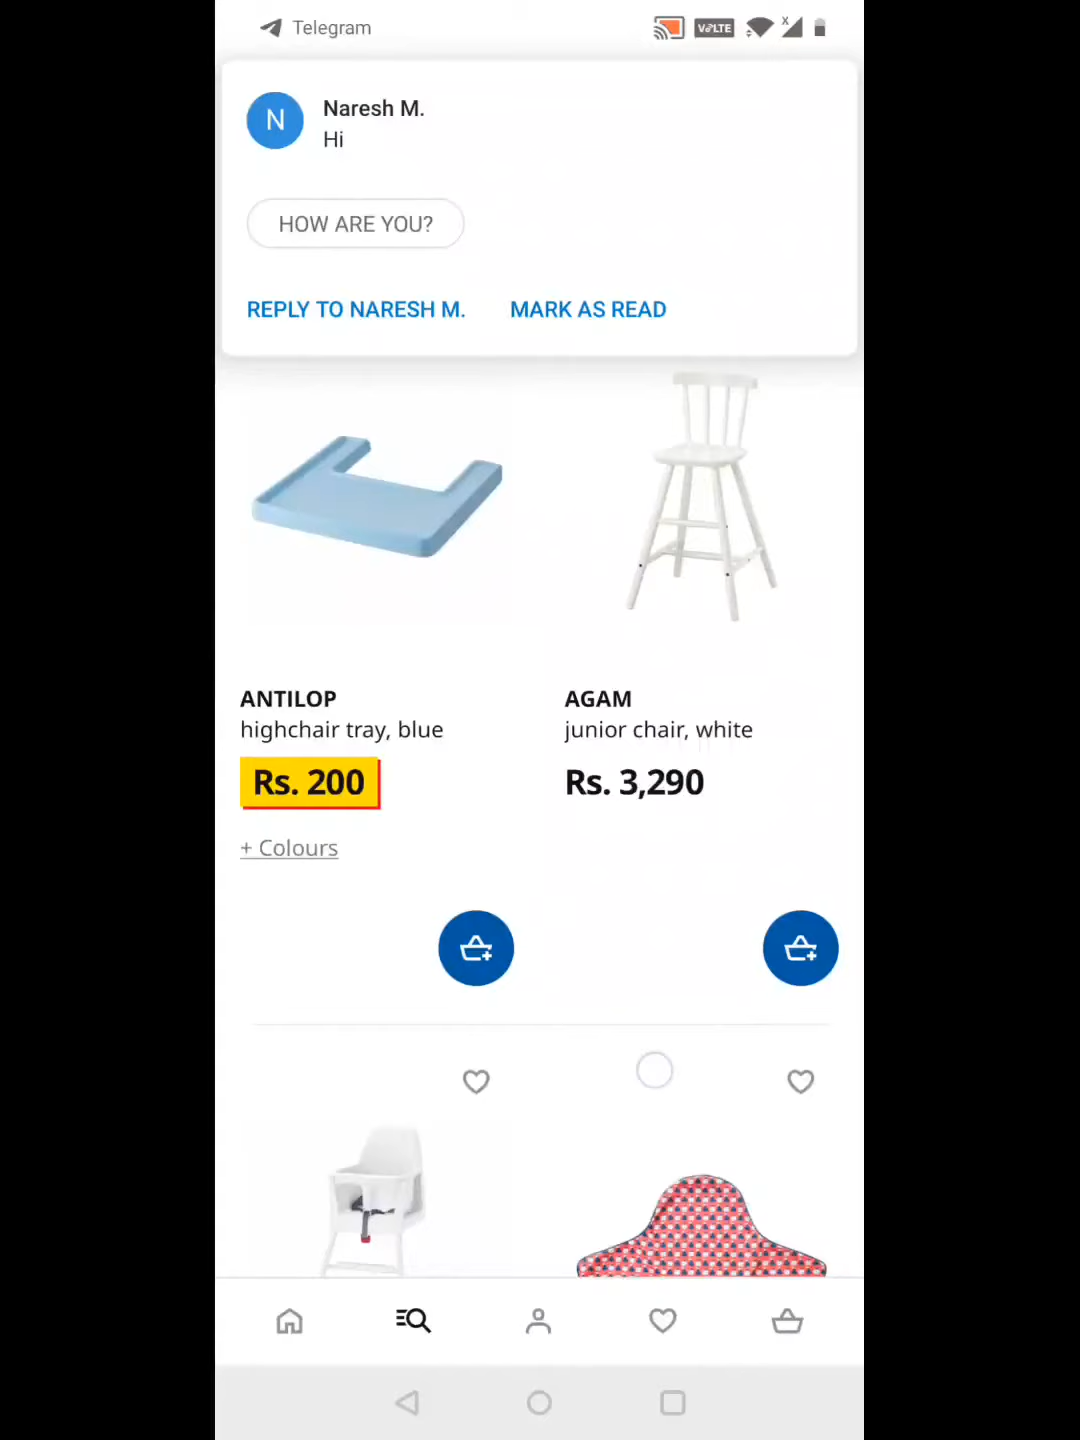 Telegram
VoLTE
X
N
Naresh M.
Hi
HOW ARE YOU?
REPLY TO NARESH M. MARK AS READ
ANTILOP
highchair tray, blue
Rs. 200
+ Colours
AGAM
junior chair, white
Rs. 3,290